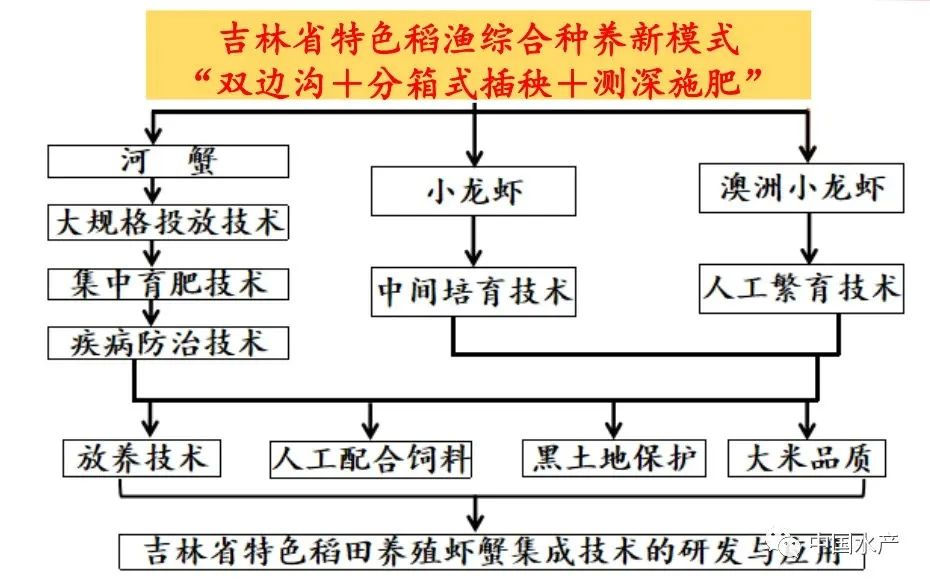 吉林省特色稻渔综合种养新模式
“双边沟＋分箱式插秧＋测深施肥”
河 蟹
小龙虾
澳洲小龙虾
大规格投放技术
集中育肥技术
中间培育技术
人工繁育技术
疾病防治技术
放养技术
人工配合饲料
黑土地保护
大米品质
吉林省特色稻田养殖虾蟹集成技术的研发与应用
中国水产